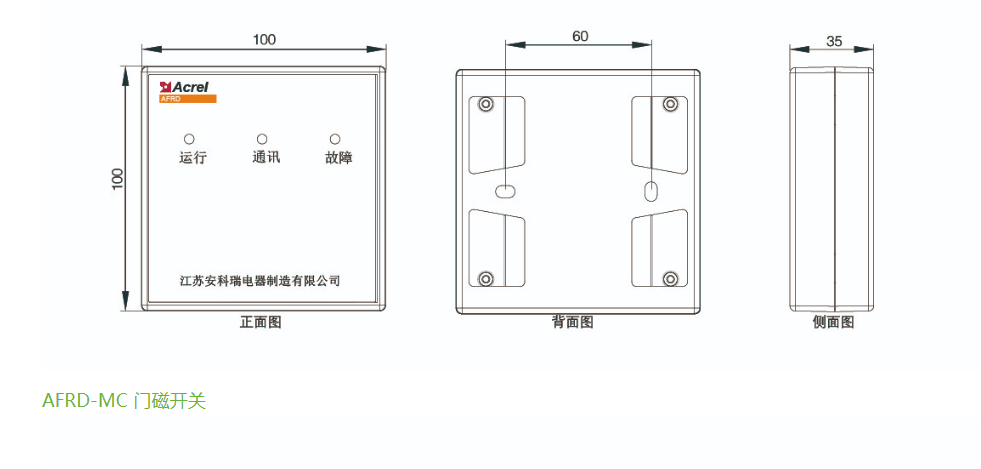 100
60
35
Acrel
AFRD
100
运行
通讯
故障
江苏安科瑞电器制造有限公司
正面图
背面图
侧面图
AFRD-MC 门磁开关